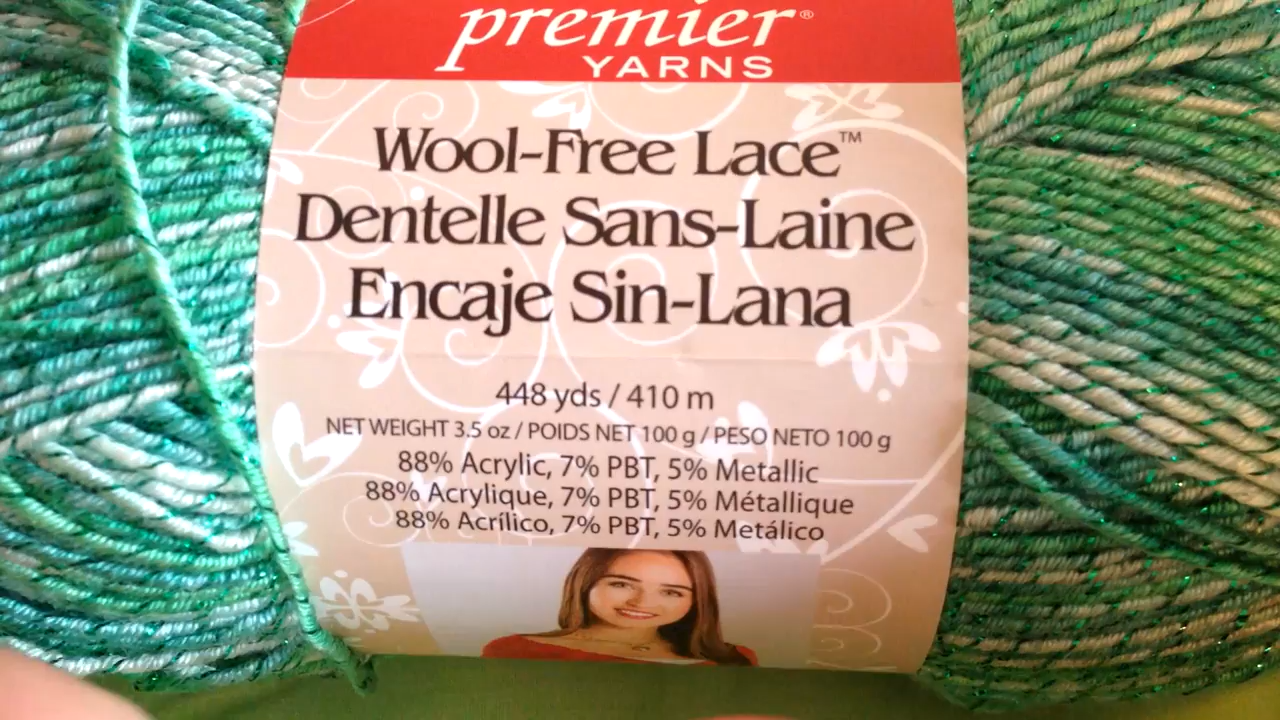 premier®
YARNS
Wool-Free Lace™
Dentelle Sans-Laine
Encaje Sin-Lana
448 yds / 410 m
NET WEIGHT 3.5 oz / POIDS NET 100 g / PESO NETO 100 g
88% Acrylic, 7% PBT, 5% Metallic
88% Acrylique, 7% PBT, 5% Métallique
88% Acrílico, 7% PBT, 5% Metálico